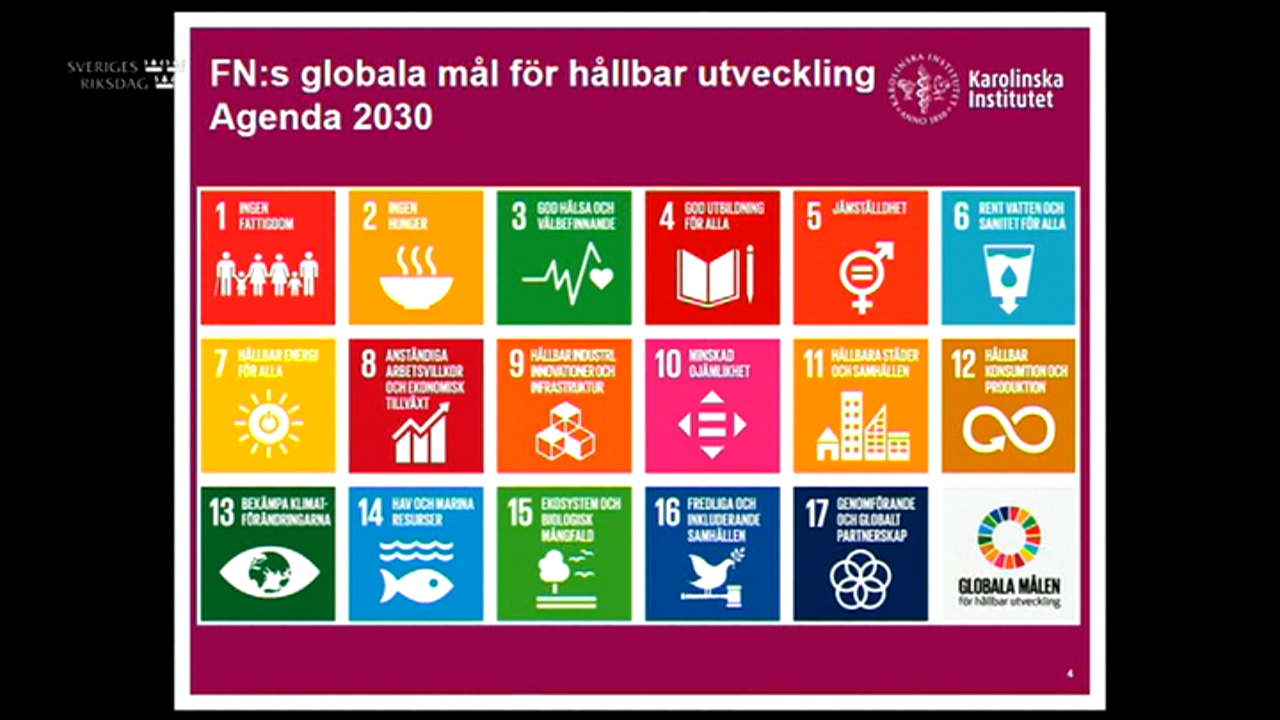 SVERIGES
RIKSDAG
FN:s globala mål för hållbar utveckling
Agenda 2030
KAROLINSKA INSTITUTET
ANNO 1810
Karolinska
Institutet
1 INGEN
FATTIGDOM
2 INGEN
HUNGER
3 GOD HÄLSA OCH
VÄLBEFINNANDE
4 GOD UTBILDNING
FÖR ALLA
5 JÄMSTÄLLDHET
6 RENT VATTEN OCH
SANITET FÖR ALLA
7 HÅLLBAR ENERGI
FÖR ALLA
8 ANSTÄNDIGA
ARBETSVILLKOR
OCH EKONOMISK
TILLVÄXT
9 HÅLLBAR INDUSTRI,
INNOVATIONER OCH
INFRASTRUKTUR
10 MINSKAD
OJÄMLIKHET
11 HÅLLBARA STÄDER
OCH SAMHÄLLEN
12 HÅLLBAR
KONSUMTION OCH
PRODUKTION
13 BEKÄMPA KLIMAT-
FÖRÄNDRINGARNA
14 HAV OCH MARINA
RESURSER
15 EKOSYSTEM OCH
BIOLOGISK
MÅNGFALD
16 FREDLIGA OCH
INKLUDERANDE
SAMHÄLLEN
17 GENOMFÖRANDE
OCH GLOBALT
PARTNERSKAP
GLOBALA MÅLEN
för hållbar utveckling
4